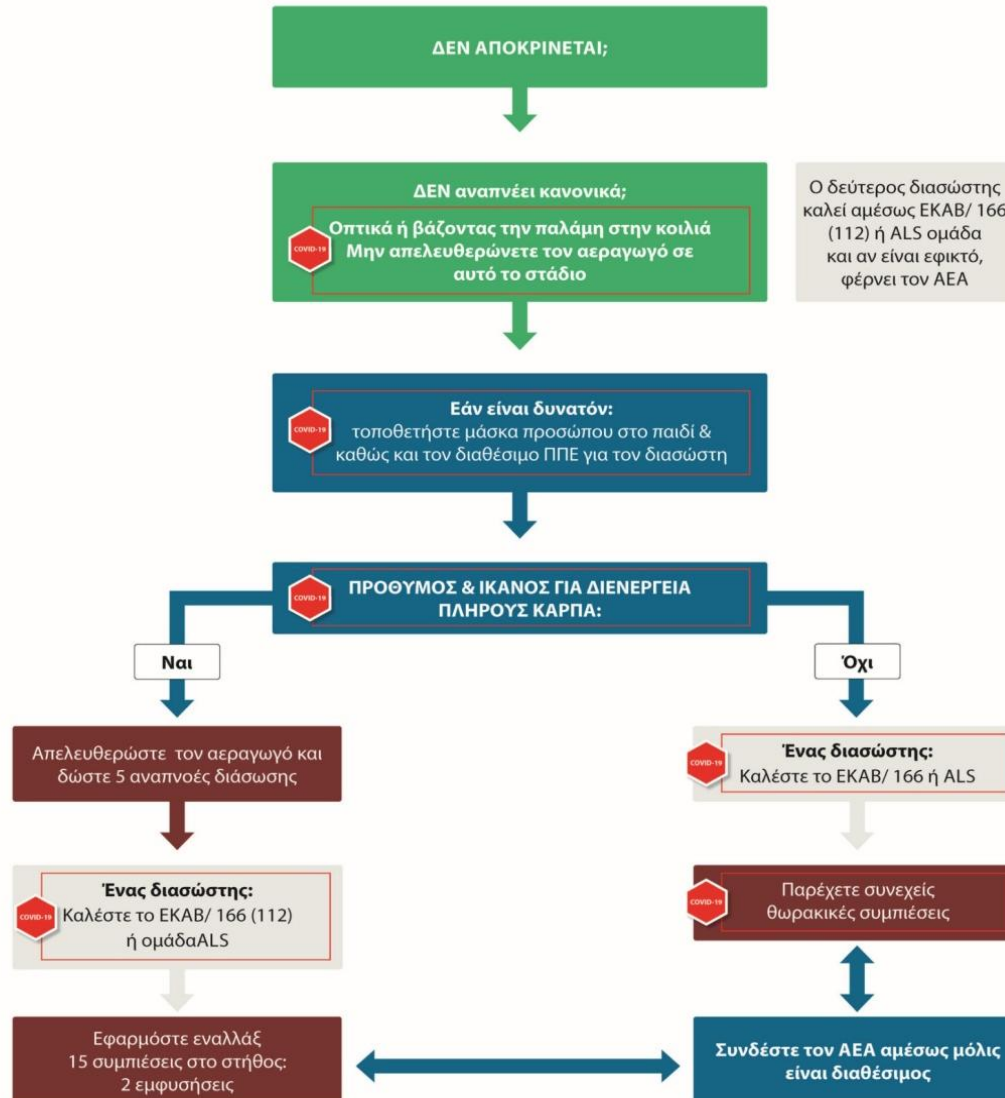 ΔΕΝ ΑΠΟΚΡΙΝΕΤΑΙ;
ΔΕΝ αναπνέει κανονικά;
Οπτικά ή βάζοντας την παλάμη στην κοιλιά
COVID-19
Μην απελευθερώνετε τον αεραγωγό σε
αυτό το στάδιο
Ο δεύτερος διασώστης
καλεί αμέσως ΕΚΑΒ/ 166
(112) ή ALS ομάδα
και αν είναι εφικτό,
φέρνει τον ΑΕΑ
Εάν είναι δυνατόν:
COVID-19
τοποθετήστε μάσκα προσώπου στο παιδί &
καθώς και τον διαθέσιμο ΠΠΕ για τον διασώστη
COVID-19
ΠΡΟΘΥΜΟΣ & ΙΚΑΝΟΣ ΓΙΑ ΔΙΕΝΕΡΓΕΙΑ
ΠΛΗΡΟΥΣ ΚΑΡΠΑ:
Ναι
Όχι
Απελευθερώστε τον αεραγωγό και
δώστε 5 αναπνοές διάσωσης
Ένας διασώστης:
COVID-19
Καλέστε το ΕΚΑΒ/ 166 ή ALS
Ένας διασώστης:
COVID-19
Καλέστε το ΕΚΑΒ/ 166 (112)
ή ομάδαALS
COVID-19
Παρέχετε συνεχείς
θωρακικές συμπιέσεις
Εφαρμόστε εναλλάξ
15 συμπιέσεις στο στήθος:
2 εμφυσήσεις
Συνδέστε τον ΑΕΑ αμέσως μόλις
είναι διαθέσιμος